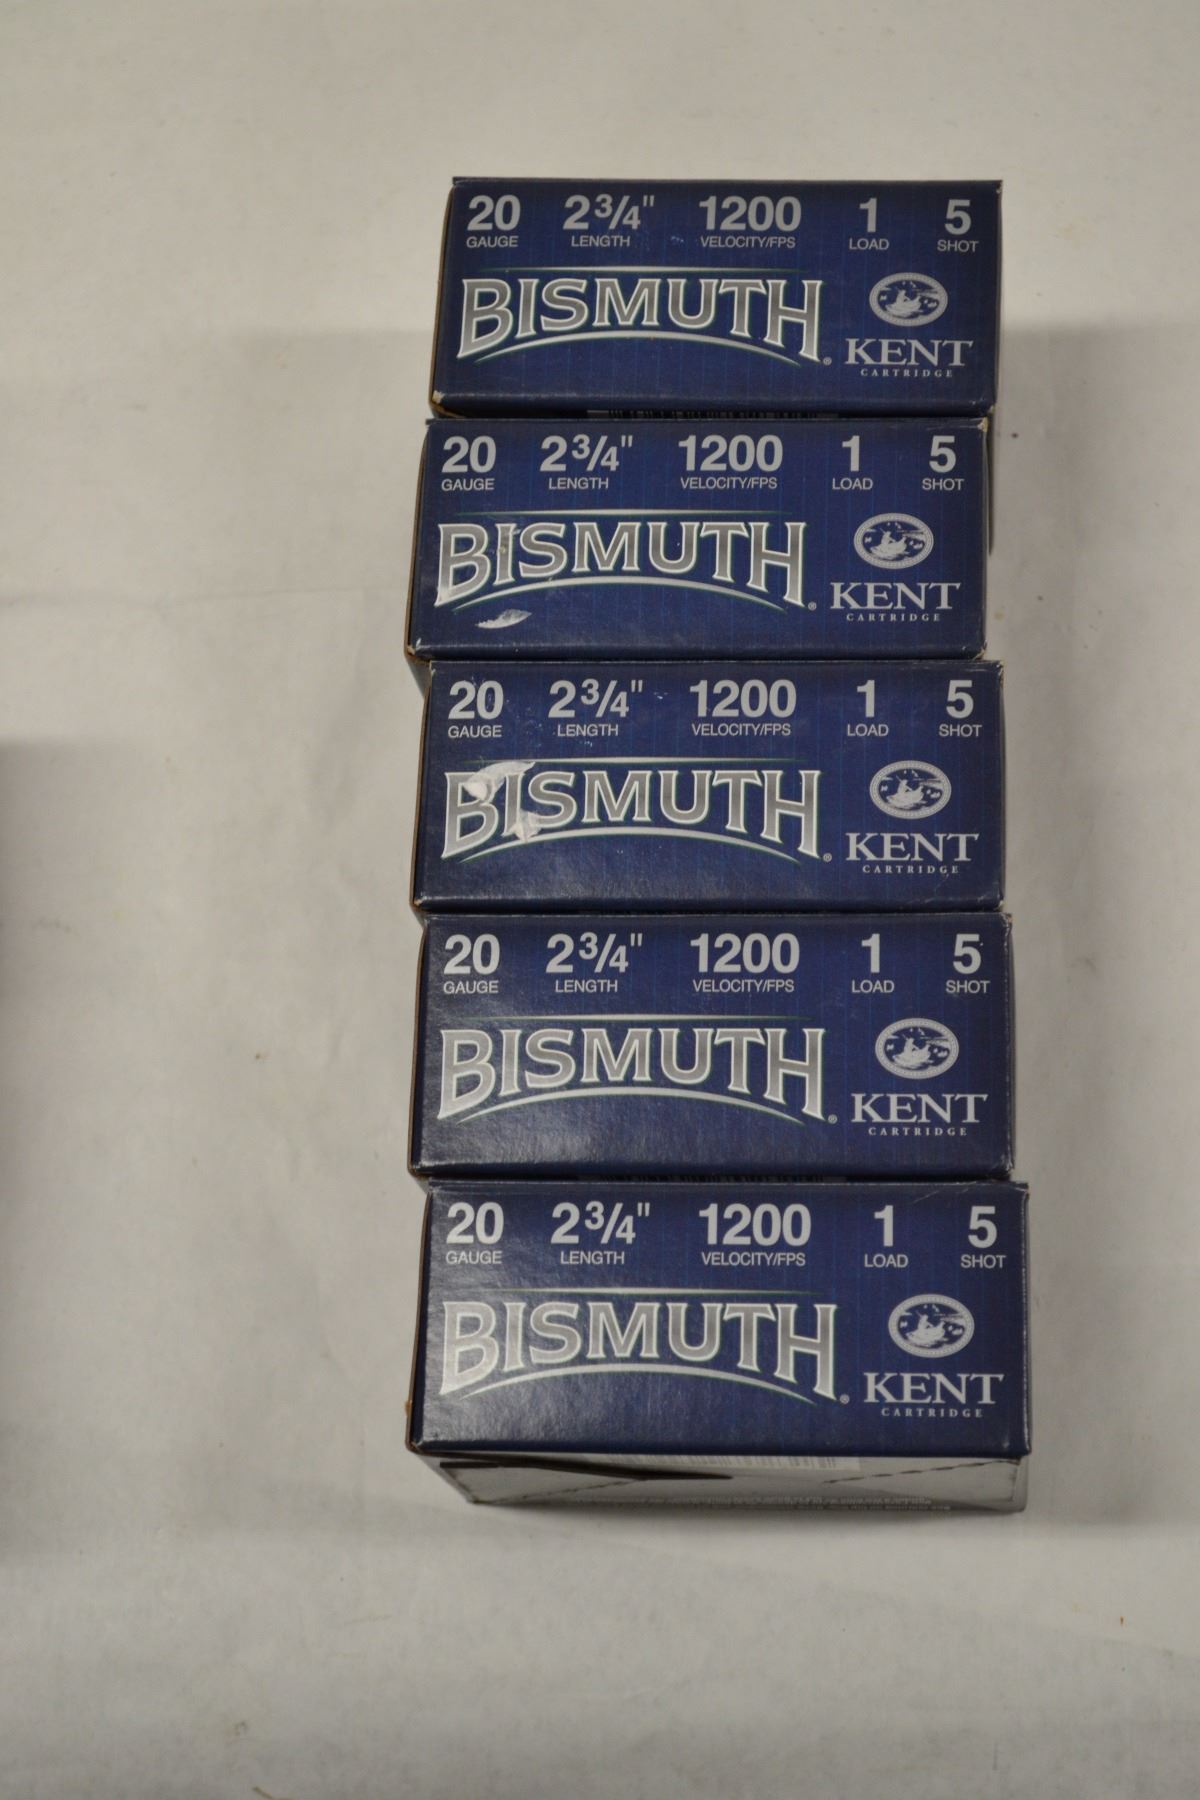 20 2 3/4" 1200 1 5
GAUGE LENGTH VELOCITY/FPS LOAD SHOT
BISMUTH®
KENT
CARTRIDGE
20 2 3/4" 1200 1 5
GAUGE LENGTH VELOCITY/FPS LOAD SHOT
BISMUTH®
KENT
CARTRIDGE
20 2 3/4" 1200 1 5
GAUGE LENGTH VELOCITY/FPS LOAD SHOT
BISMUTH®
KENT
CARTRIDGE
20 2 3/4" 1200 1 5
GAUGE LENGTH VELOCITY/FPS LOAD SHOT
BISMUTH®
KENT
CARTRIDGE
20 2 3/4" 1200 1 5
GAUGE LENGTH VELOCITY/FPS LOAD SHOT
BISMUTH®
KENT
CARTRIDGE